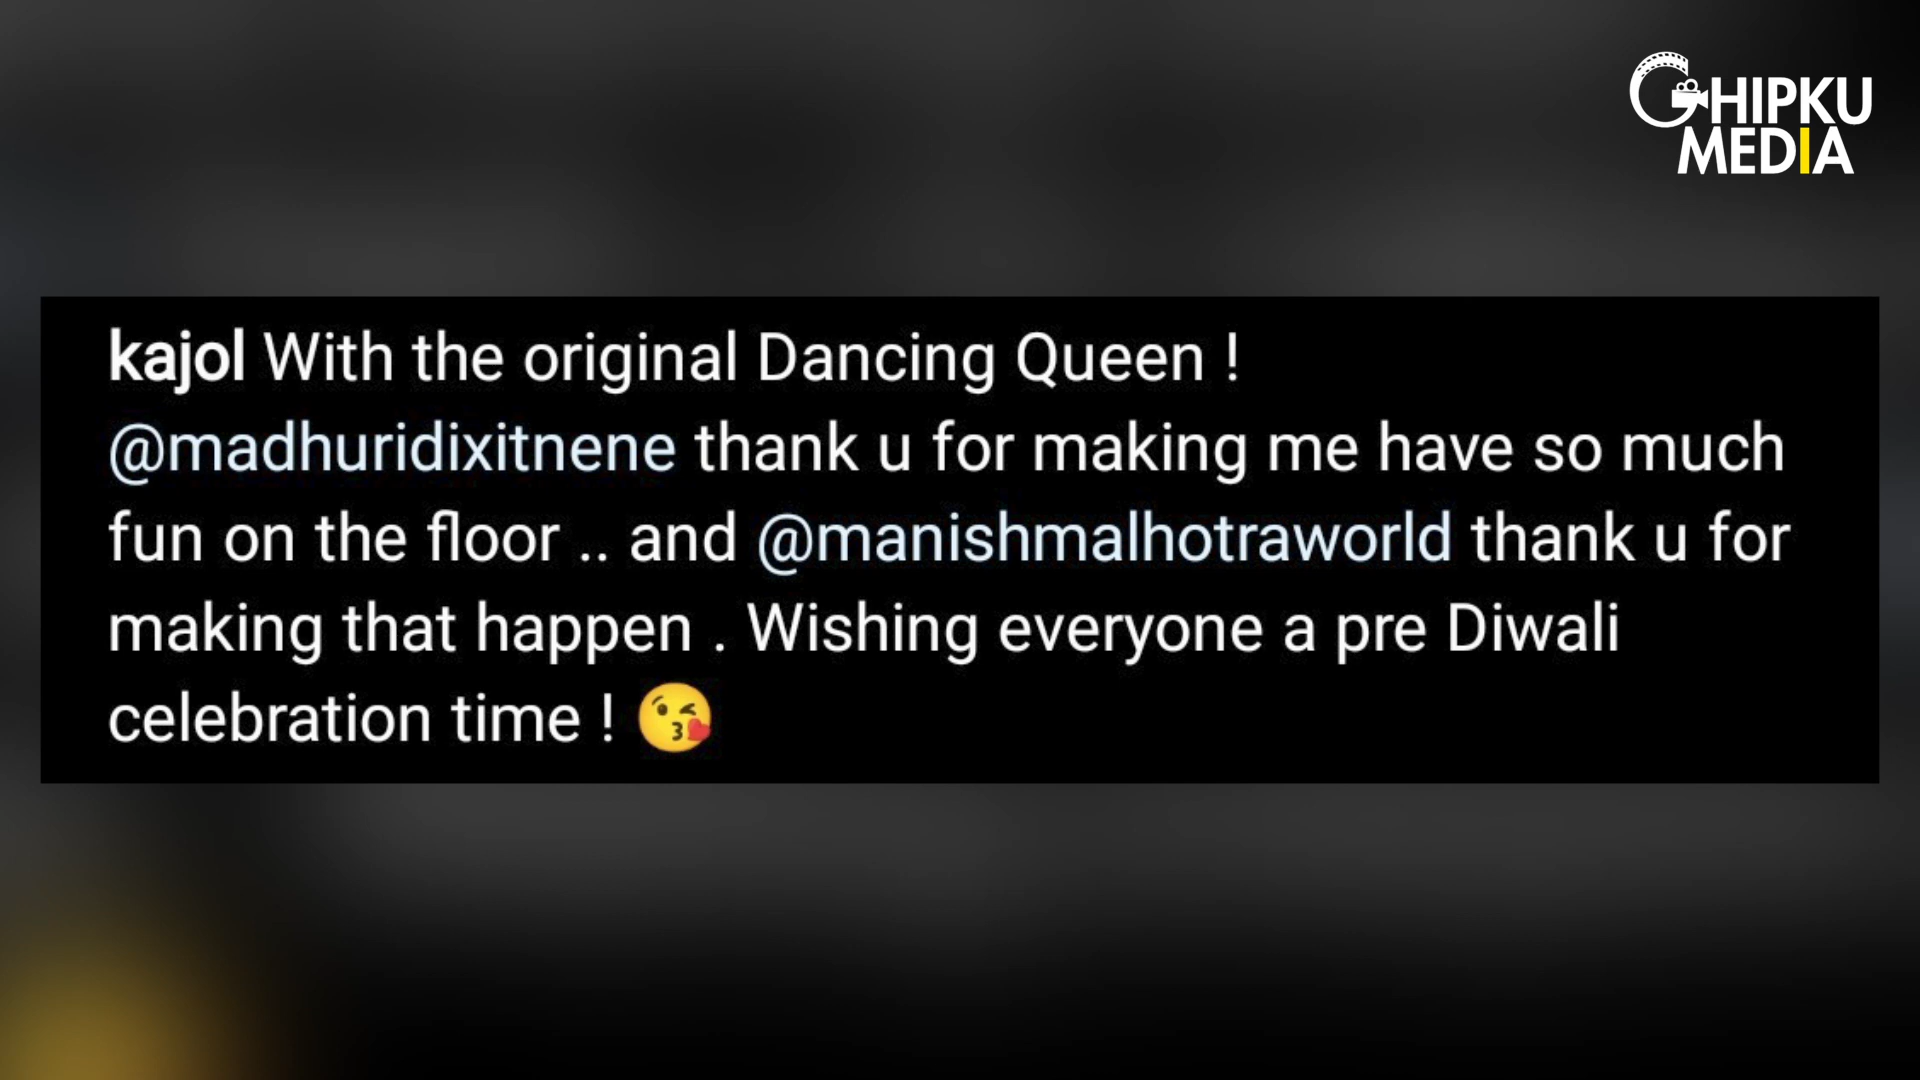 GHIPKU
MEDIA
kajol With the original Dancing Queen !
@madhuridixitnene thank u for making me have so much
fun on the floor .. and @manishmalhotraworld thank u for
making that happen . Wishing everyone a pre Diwali
celebration time ! 😘